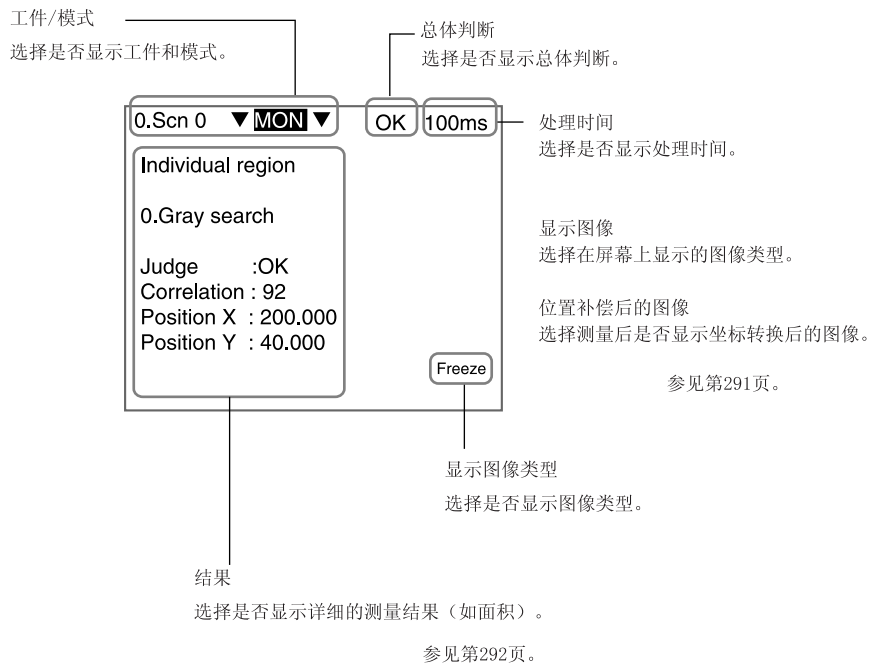 工件/模式
选择是否显示工件和模式。
总体判断
选择是否显示总体判断。
0.Scn 0 ▼ MON ▼
OK
100ms
处理时间
选择是否显示处理时间。
Individual region
0.Gray search
Judge :OK
Correlation : 92
Position X : 200.000
Position Y : 40.000
显示图像
选择在屏幕上显示的图像类型。
位置补偿后的图像
选择测量后是否显示坐标转换后的图像。
参见第291页。
Freeze
显示图像类型
选择是否显示图像类型。
结果
选择是否显示详细的测量结果（如面积）。
参见第292页。